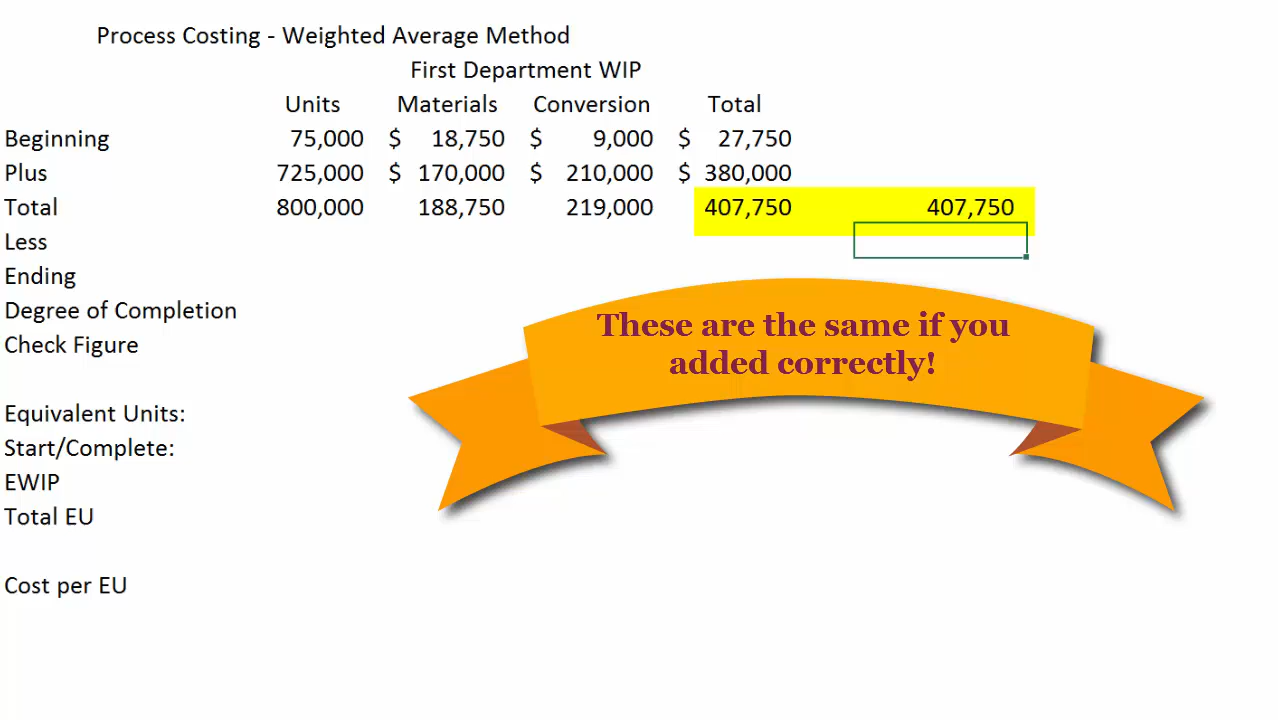 Process Costing - Weighted Average Method
First Department WIP
Units Materials Conversion Total
Beginning 75,000 $ 18,750 $ 9,000 $ 27,750
Plus 725,000 $ 170,000 $ 210,000 $ 380,000
Total 800,000 188,750 219,000 407,750 407,750
Less
Ending
Degree of Completion
Check Figure
These are the same if you
added correctly!
Equivalent Units:
Start/Complete:
EWIP
Total EU
Cost per EU